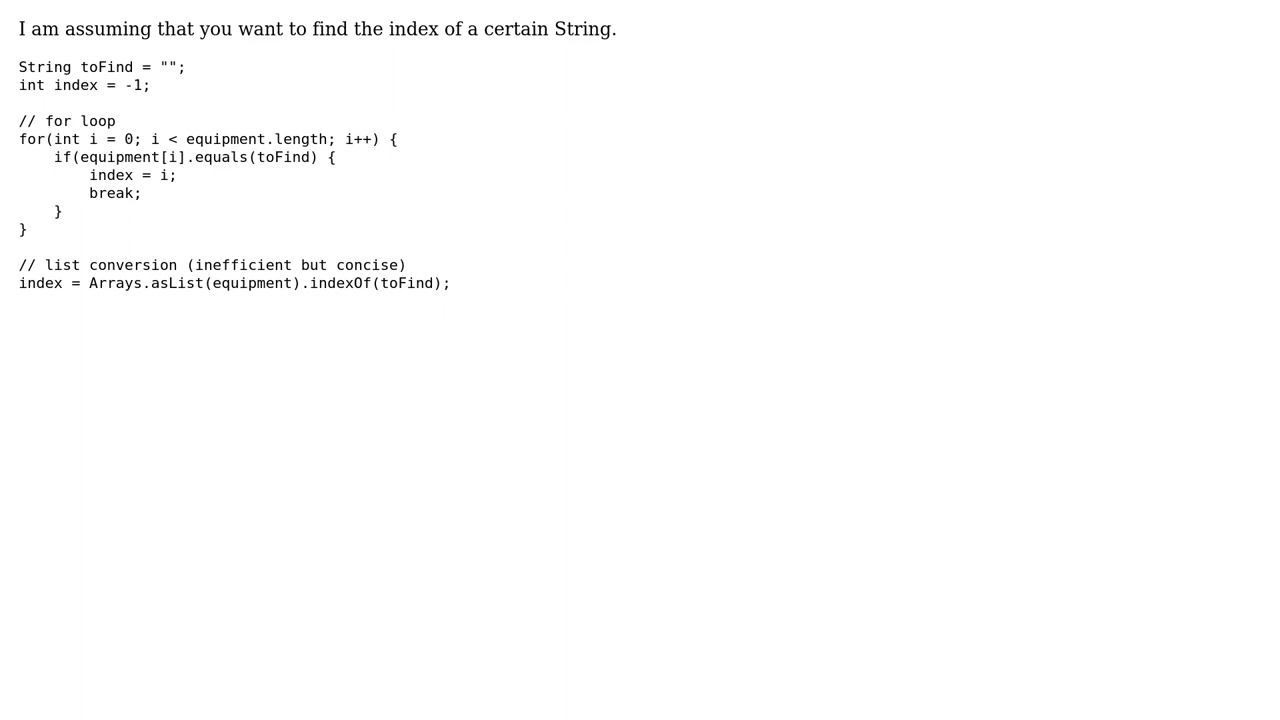 I am assuming that you want to find the index of a certain String.
String toFind = "";
int index = -1;
// for loop
for(int i = 0; i < equipment.length; i++) {
    if(equipment[i].equals(toFind) {
        index = i;
        break;
    }
}
// list conversion (inefficient but concise)
index = Arrays.asList(equipment).indexOf(toFind);